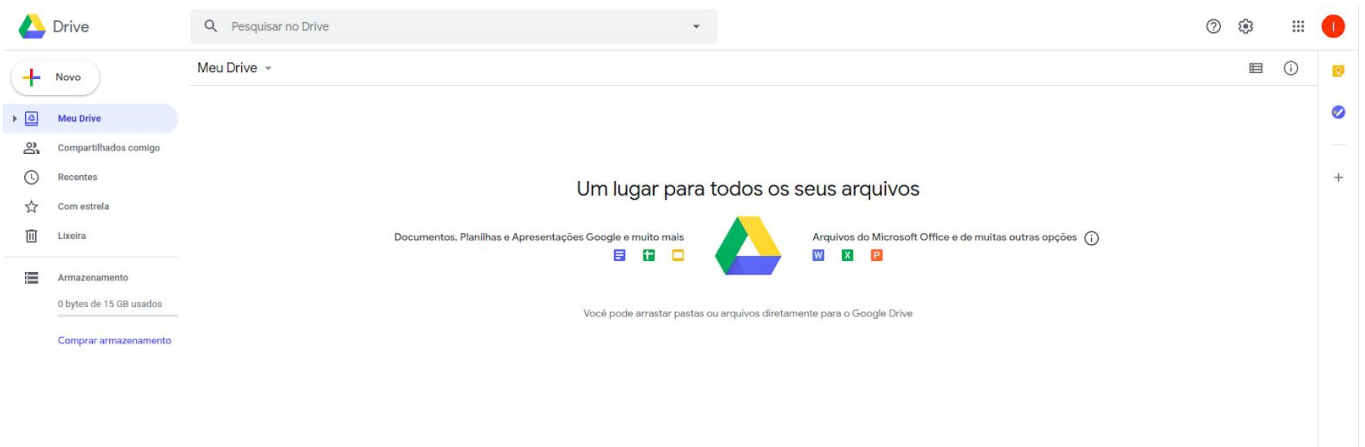 Drive
Pesquisar no Drive
I
Novo
Meu Drive
Meu Drive
Compartilhados comigo
Recentes
Com estrela
Lixeira
Armazenamento
0 bytes de 15 GB usados
Comprar armazenamento
Um lugar para todos os seus arquivos
Documentos, Planilhas e Apresentações Google e muito mais
Arquivos do Microsoft Office e de muitas outras opções
W X P
Você pode arrastar pastas ou arquivos diretamente para o Google Drive